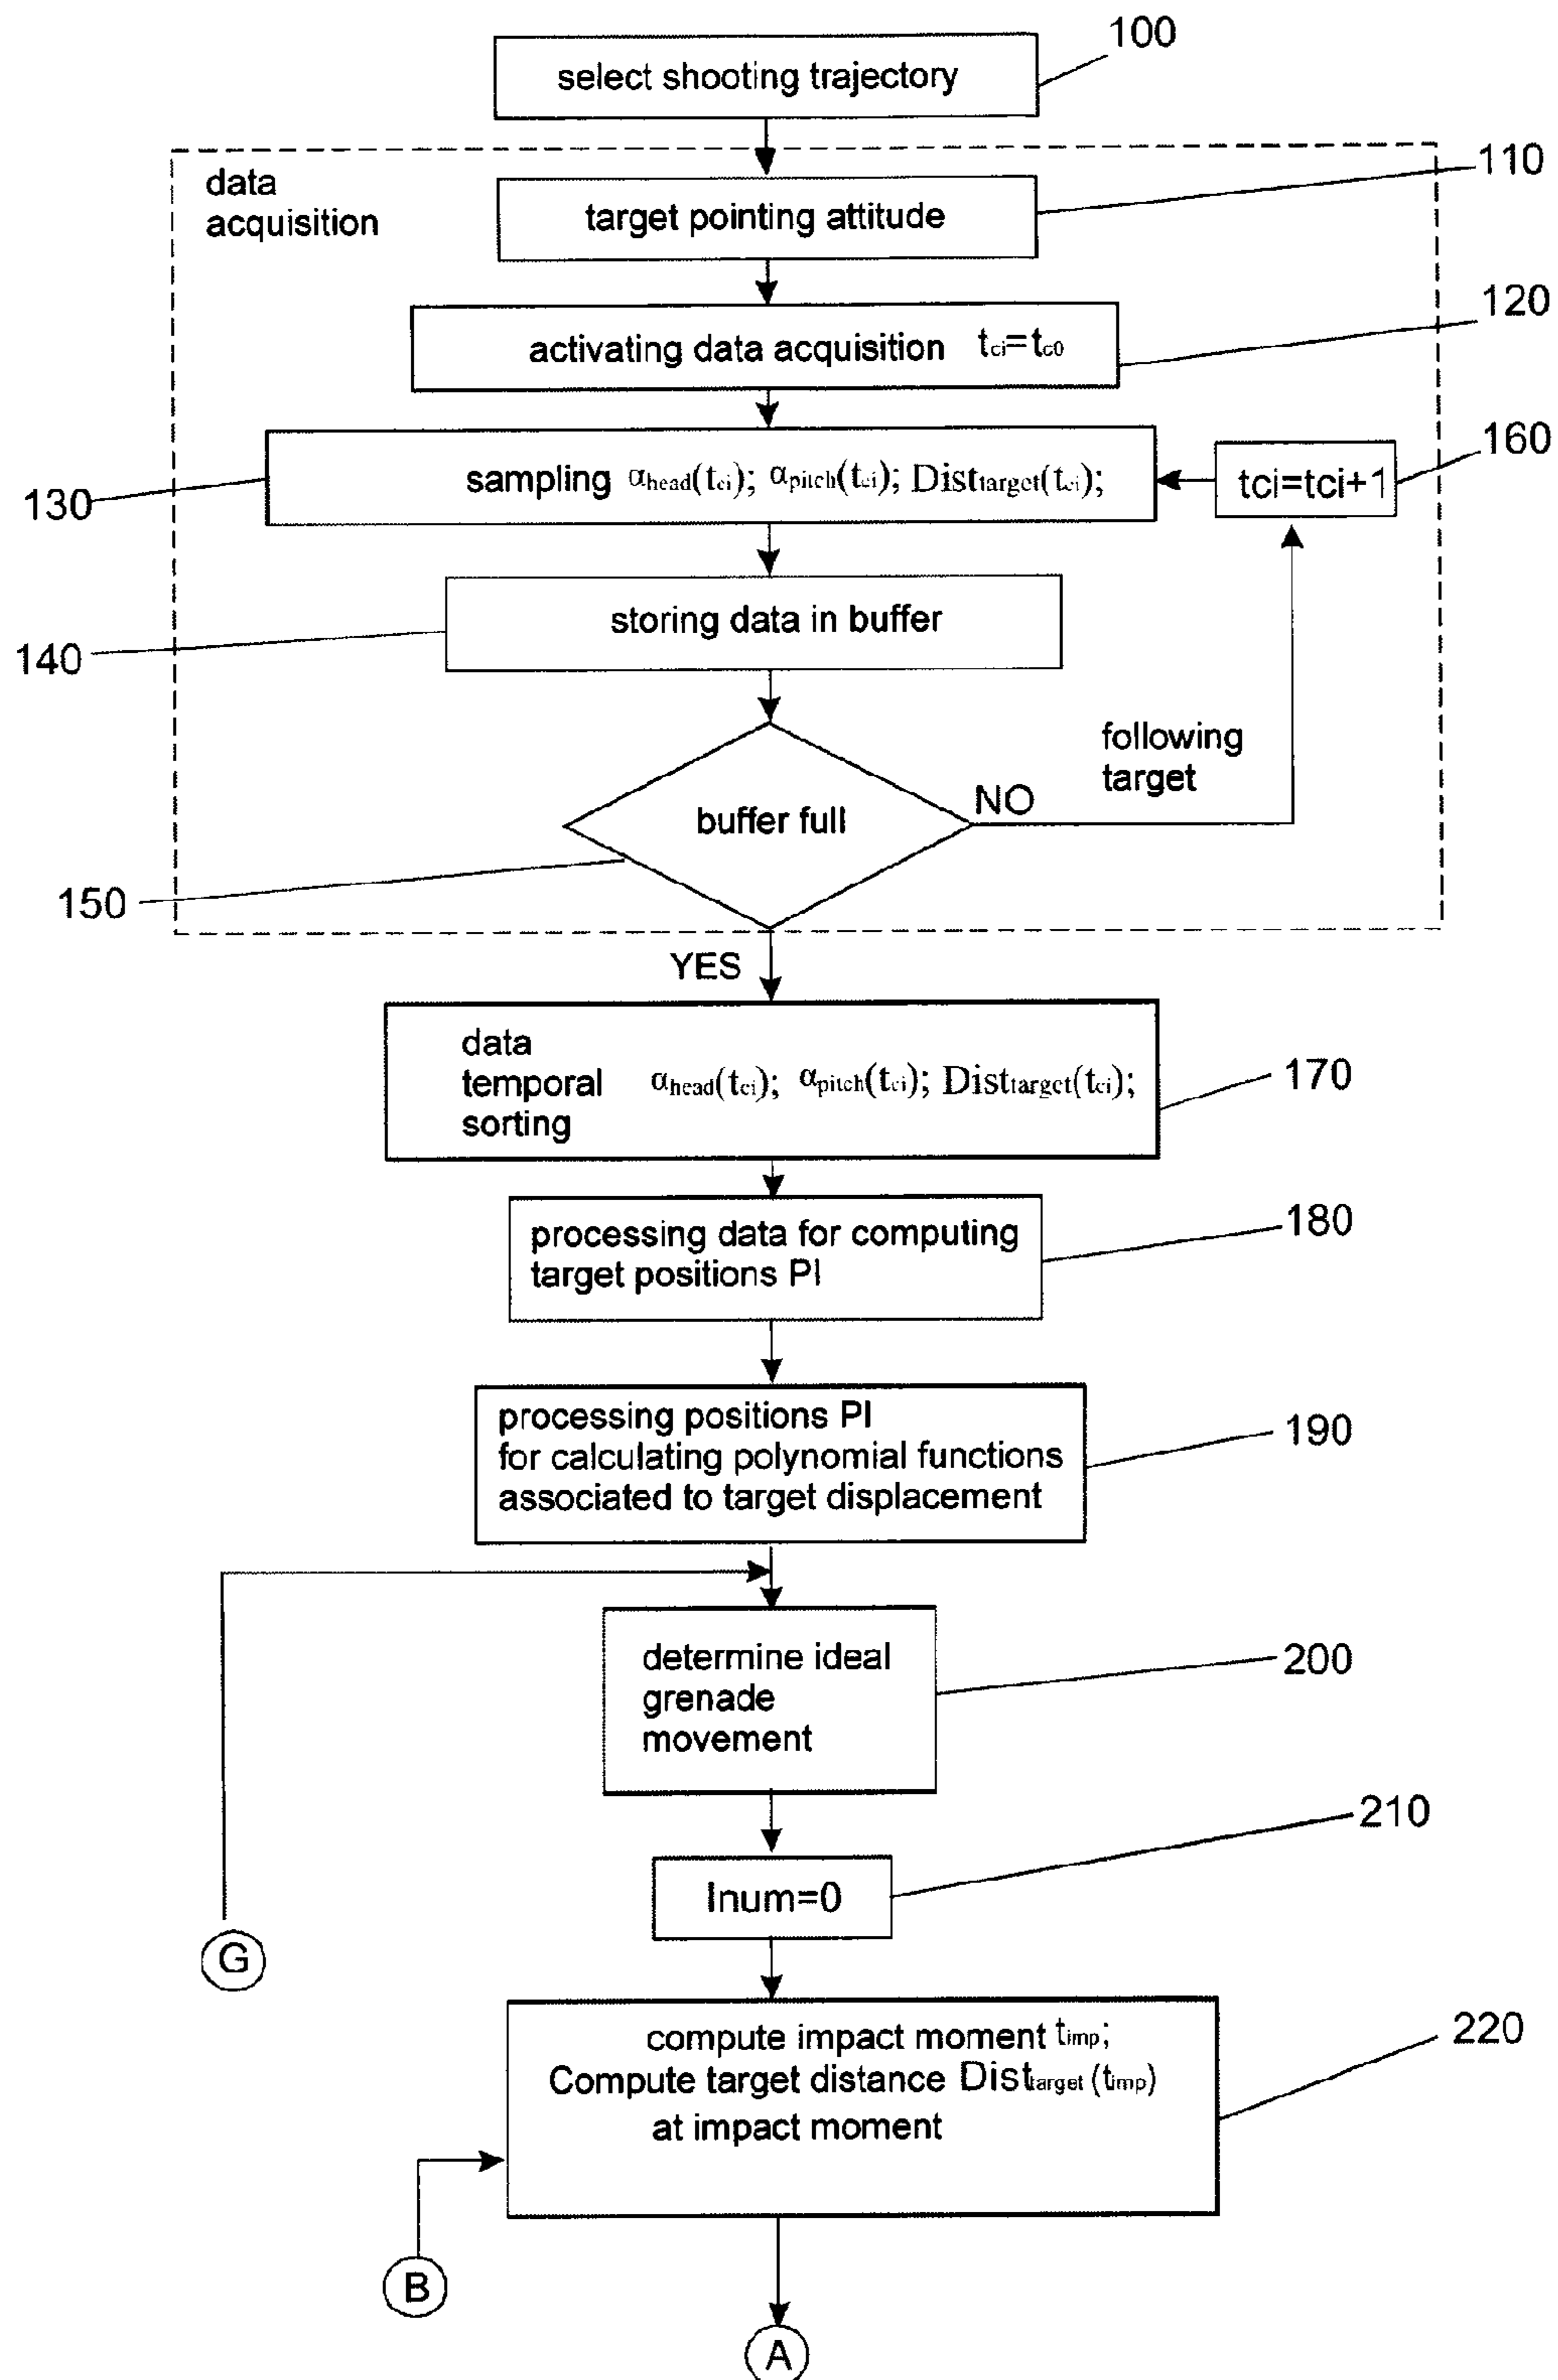 100
select shooting trajectory
data
acquisition
110
target pointing attitude
120
activating data acquisition tci=tc0
160
sampling αhead(tci); αpitch(tci); Disttarget(tci);
tci=tci+1
130
storing data in buffer
140
following
target
NO
buffer full
150
YES
data
temporal αhead(tci); αpitch(tci); Disttarget(tci);
sorting
170
processing data for computing
target positions PI
180
processing positions PI
for calculating polynomial functions
associated to target displacement
190
determine ideal
grenade
movement
200
210
Inum=0
G
compute impact moment timp;
Compute target distance Disttarget (timp)
at impact moment
220
B
A